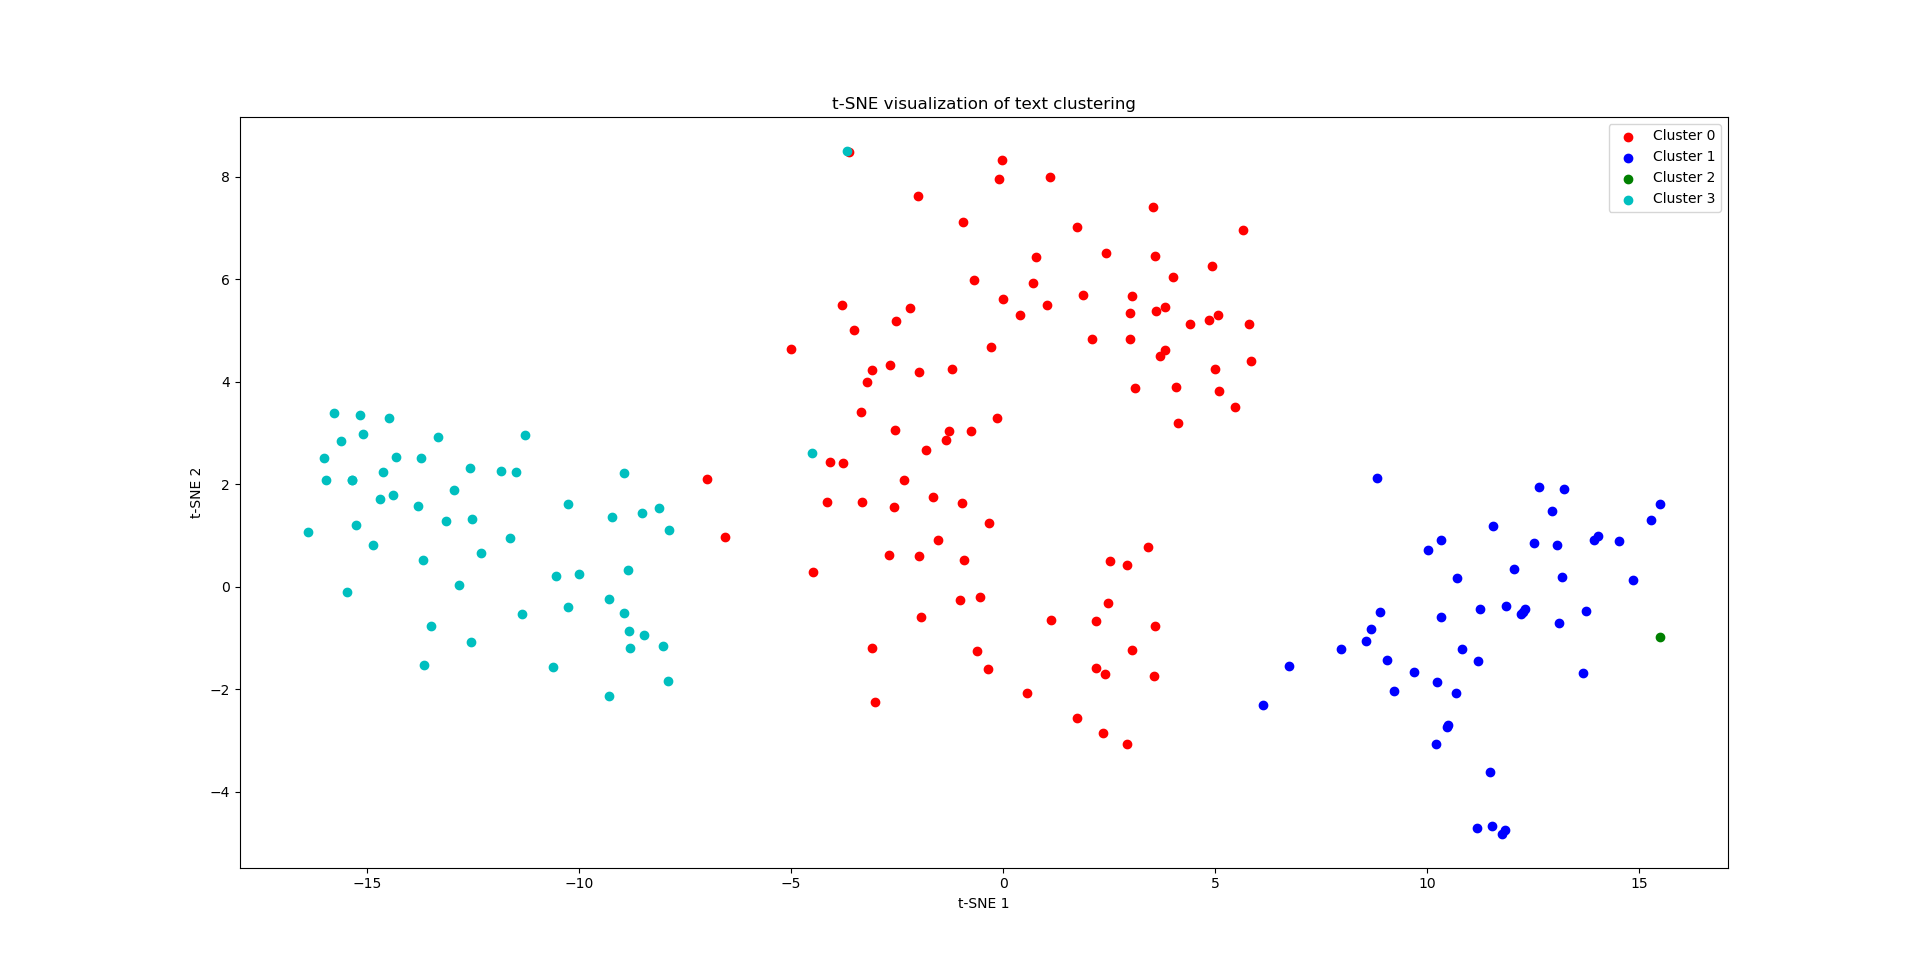 t-SNE visualization of text clustering
Cluster 0
Cluster 1
Cluster 2
Cluster 3
8
6
4
2
0
−2
−4
t-SNE 2
−15
−10
−5
0
5
10
15
t-SNE 1